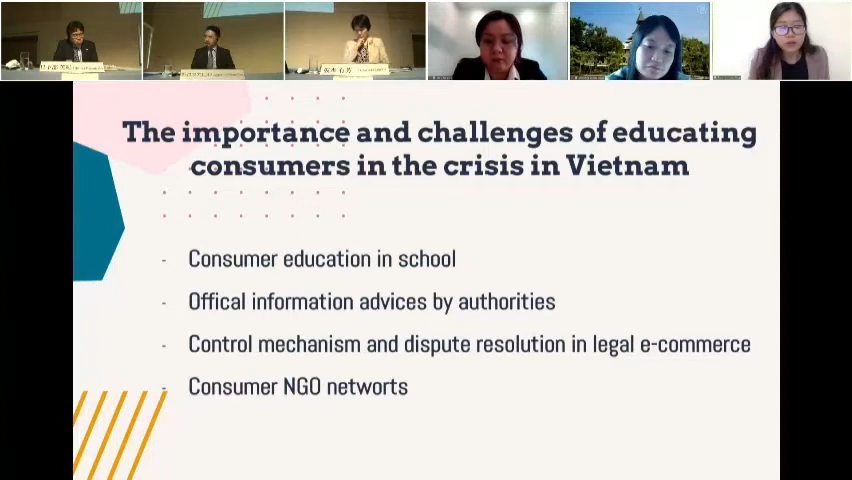 The importance and challenges of educating
consumers in the crisis in Vietnam
- Consumer education in school
- Offical information advices by authorities
- Control mechanism and dispute resolution in legal e-commerce
- Consumer NGO networts